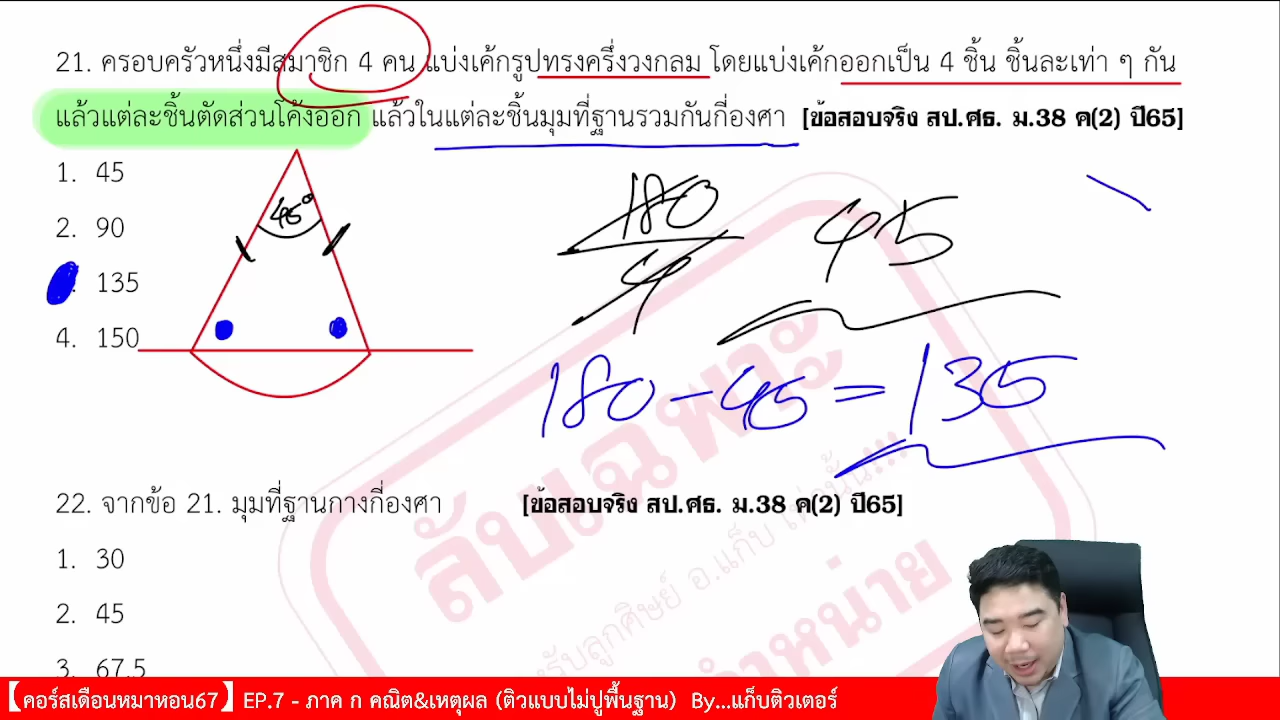 21. ครอบครัวหนึ่งมีสมาชิก 4 คน แบ่งเค้กรูปทรงครึ่งวงกลม โดยแบ่งเค้กออกเป็น 4 ชิ้น ชิ้นละเท่า ๆ กัน
แล้วแต่ละชิ้นตัดส่วนโค้งออก แล้วในแต่ละชิ้นมุมที่ฐานรวมกันกี่องศา [ข้อสอบจริง สป.ศธ. ม.38 ค(2) ปี65]
1. 45
2. 90
135
4. 150
45°
180
4
45
180 - 45 = 135
22. จากข้อ 21. มุมที่ฐานกางกี่องศา [ข้อสอบจริง สป.ศธ. ม.38 ค(2) ปี65]
1. 30
2. 45
3. 67.5
ลับเฉพาะ
【คอร์สเดือนหมาหอน67】 EP.7 - ภาค ก คณิต&เหตุผล (ติวแบบไม่ปูพื้นฐาน) By...แก็บติวเตอร์